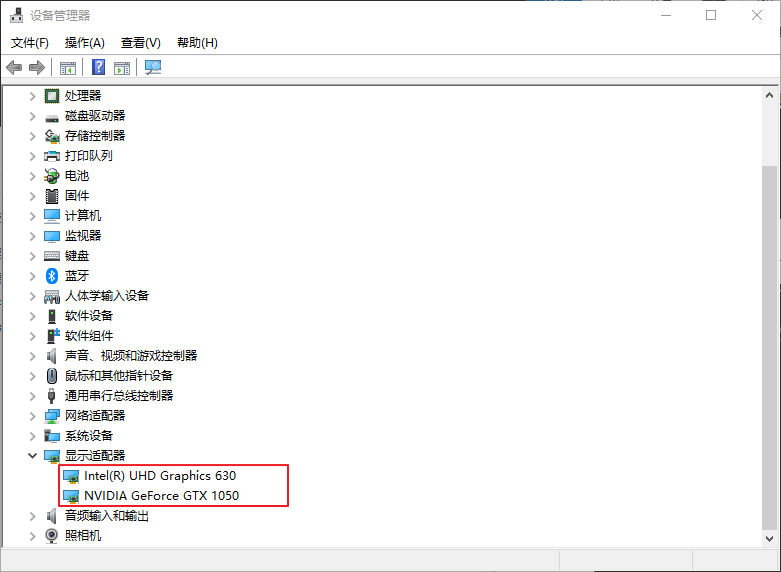 设备管理器
文件(F) 操作(A) 查看(V) 帮助(H)
处理器
磁盘驱动器
存储控制器
打印队列
电池
固件
计算机
监视器
键盘
蓝牙
人体学输入设备
软件设备
软件组件
声音、视频和游戏控制器
鼠标和其他指针设备
通用串行总线控制器
网络适配器
系统设备
显示适配器
Intel(R) UHD Graphics 630
NVIDIA GeForce GTX 1050
音频输入和输出
照相机